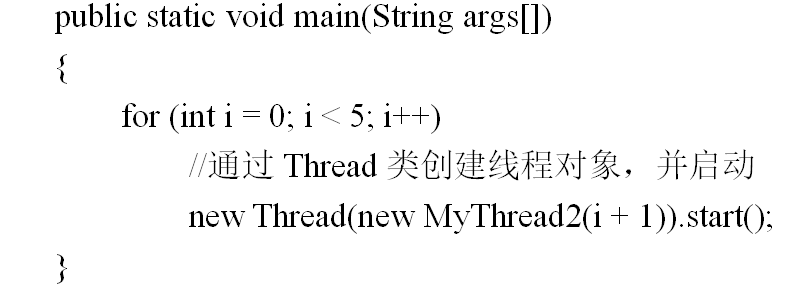 public static void main(String args[])
{
for (int i = 0; i < 5; i++)
//通过 Thread 类创建线程对象，并启动
new Thread(new MyThread2(i + 1)).start();
}